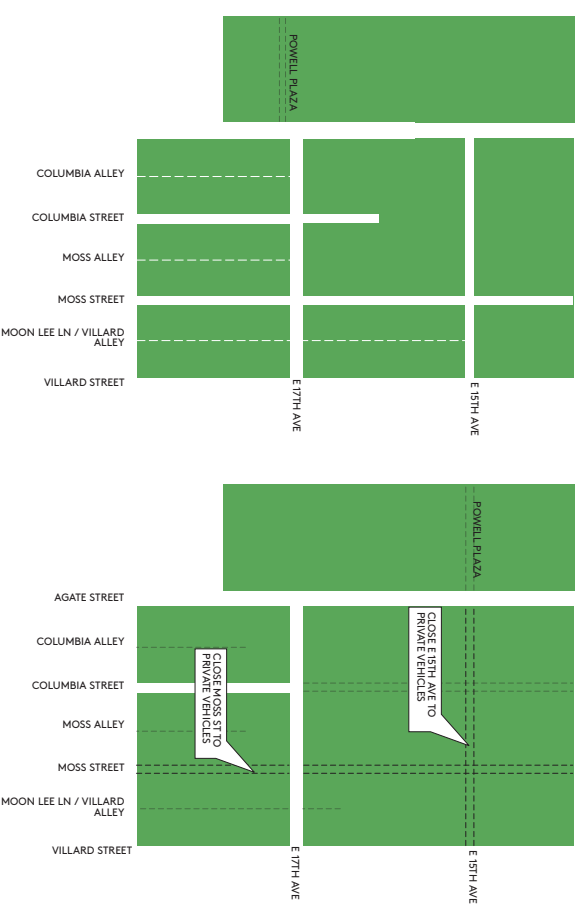 POWELL PLAZA
COLUMBIA ALLEY
COLUMBIA STREET
MOSS ALLEY
MOSS STREET
MOON LEE LN / VILLARD
ALLEY
VILLARD STREET
E 17TH AVE
E 15TH AVE
POWELL PLAZA
AGATE STREET
COLUMBIA ALLEY
COLUMBIA STREET
MOSS ALLEY
MOSS STREET
MOON LEE LN / VILLARD
ALLEY
VILLARD STREET
CLOSE MOSS ST TO
PRIVATE VEHICLES
CLOSE E 15TH AVE TO
PRIVATE VEHICLES
E 17TH AVE
E 15TH AVE